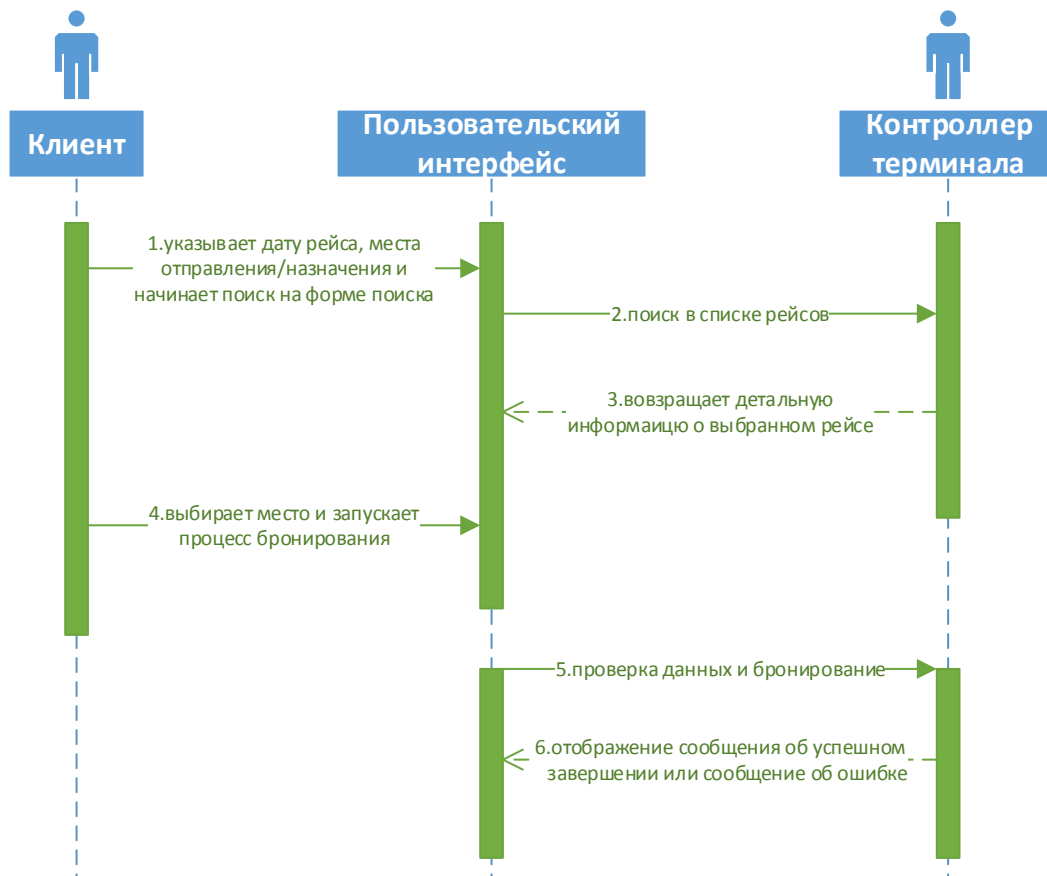 Клиент
Пользовательский
интерфейс
Контроллер
терминала
1.указывает дату рейса, места
отправления/назначения и
начинает поиск на форме поиска
2.поиск в списке рейсов
3.вовзращает детальную
информаицю о выбранном рейсе
4.выбирает место и запускает
процесс бронирования
5.проверка данных и бронирование
6.отображение сообщения об успешном
завершении или сообщение об ошибке